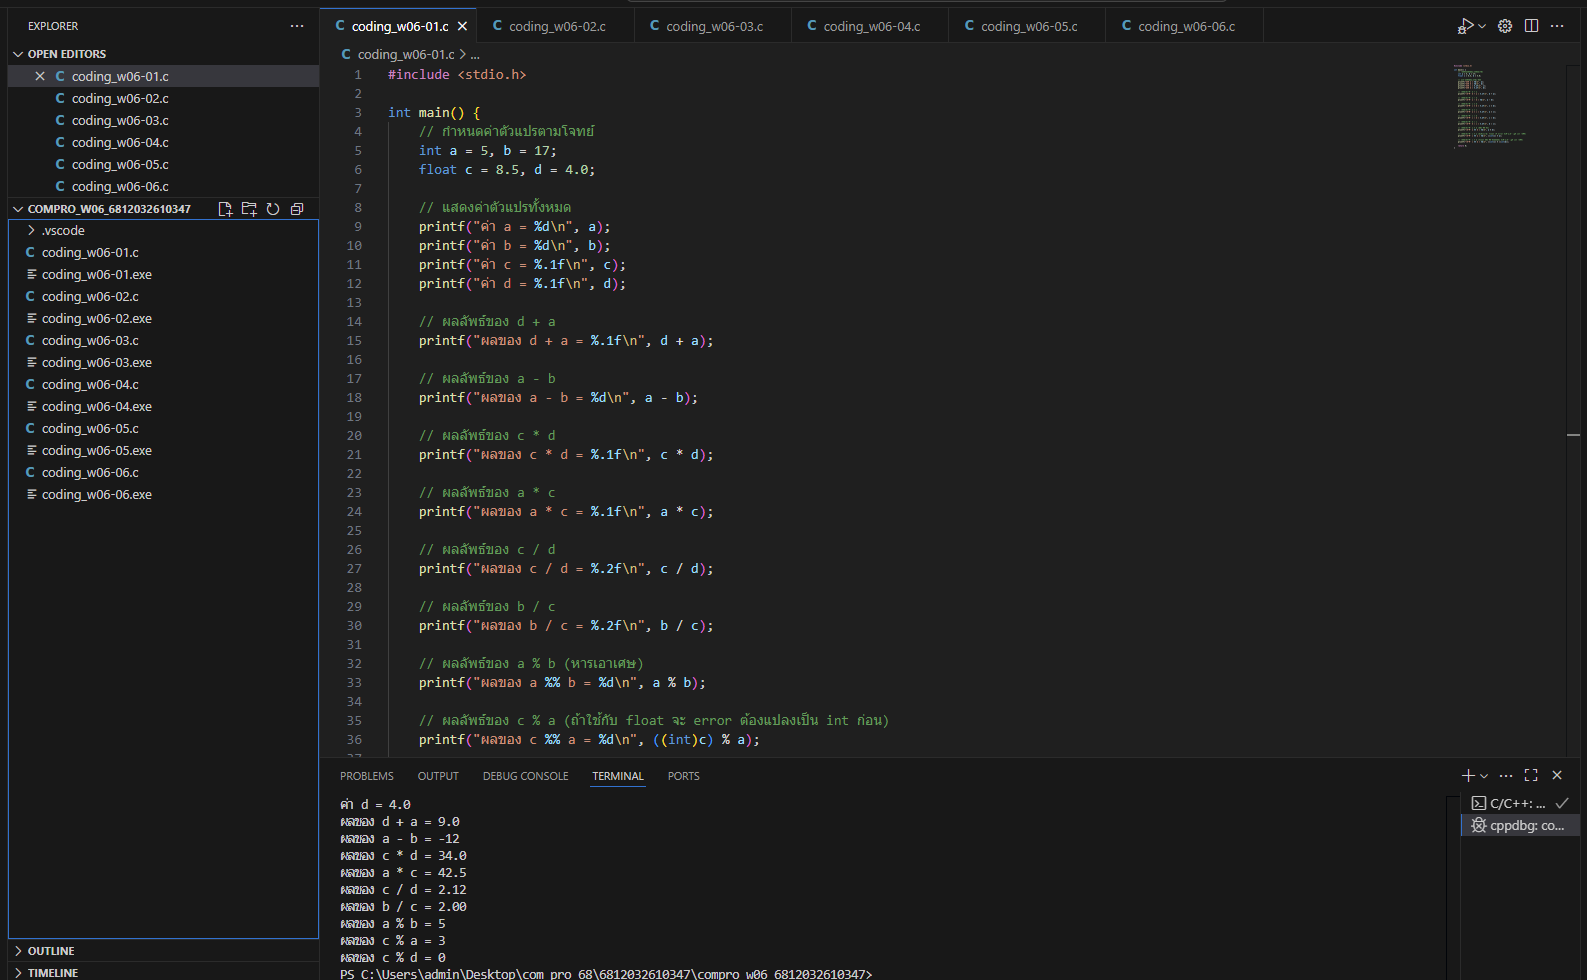 EXPLORER
OPEN EDITORS
coding_w06-01.c
coding_w06-02.c
coding_w06-03.c
coding_w06-04.c
coding_w06-05.c
coding_w06-06.c
COMPRO_W06_6812032610347
.vscode
coding_w06-01.c
coding_w06-01.exe
coding_w06-02.c
coding_w06-02.exe
coding_w06-03.c
coding_w06-03.exe
coding_w06-04.c
coding_w06-04.exe
coding_w06-05.c
coding_w06-05.exe
coding_w06-06.c
coding_w06-06.exe
OUTLINE
TIMELINE
coding_w06-01.c coding_w06-02.c coding_w06-03.c coding_w06-04.c coding_w06-05.c coding_w06-06.c
coding_w06-01.c > ...
1 #include <stdio.h>
2
3 int main() {
4 // กำหนดค่าตัวแปรตามโจทย์
5 int a = 5, b = 17;
6 float c = 8.5, d = 4.0;
7
8 // แสดงค่าตัวแปรทั้งหมด
9 printf("ค่า a = %d\n", a);
10 printf("ค่า b = %d\n", b);
11 printf("ค่า c = %.1f\n", c);
12 printf("ค่า d = %.1f\n", d);
13
14 // ผลลัพธ์ของ d + a
15 printf("ผลของ d + a = %.1f\n", d + a);
16
17 // ผลลัพธ์ของ a - b
18 printf("ผลของ a - b = %d\n", a - b);
19
20 // ผลลัพธ์ของ c * d
21 printf("ผลของ c * d = %.1f\n", c * d);
22
23 // ผลลัพธ์ของ a * c
24 printf("ผลของ a * c = %.1f\n", a * c);
25
26 // ผลลัพธ์ของ c / d
27 printf("ผลของ c / d = %.2f\n", c / d);
28
29 // ผลลัพธ์ของ b / c
30 printf("ผลของ b / c = %.2f\n", b / c);
31
32 // ผลลัพธ์ของ a % b (หารเอาเศษ)
33 printf("ผลของ a %% b = %d\n", a % b);
34
35 // ผลลัพธ์ของ c % a (ถ้าใช้กับ float จะ error ต้องแปลงเป็น int ก่อน)
36 printf("ผลของ c %% a = %d\n", ((int)c) % a);
PROBLEMS OUTPUT DEBUG CONSOLE TERMINAL PORTS
ค่า d = 4.0
ผลของ d + a = 9.0
ผลของ a - b = -12
ผลของ c * d = 34.0
ผลของ a * c = 42.5
ผลของ c / d = 2.12
ผลของ b / c = 2.00
ผลของ a % b = 5
ผลของ c % a = 3
ผลของ c % d = 0
PS C:\Users\admin\Desktop\com pro 68\6812032610347\compro_w06_6812032610347>
C/C++: ...
cppdbg: co...